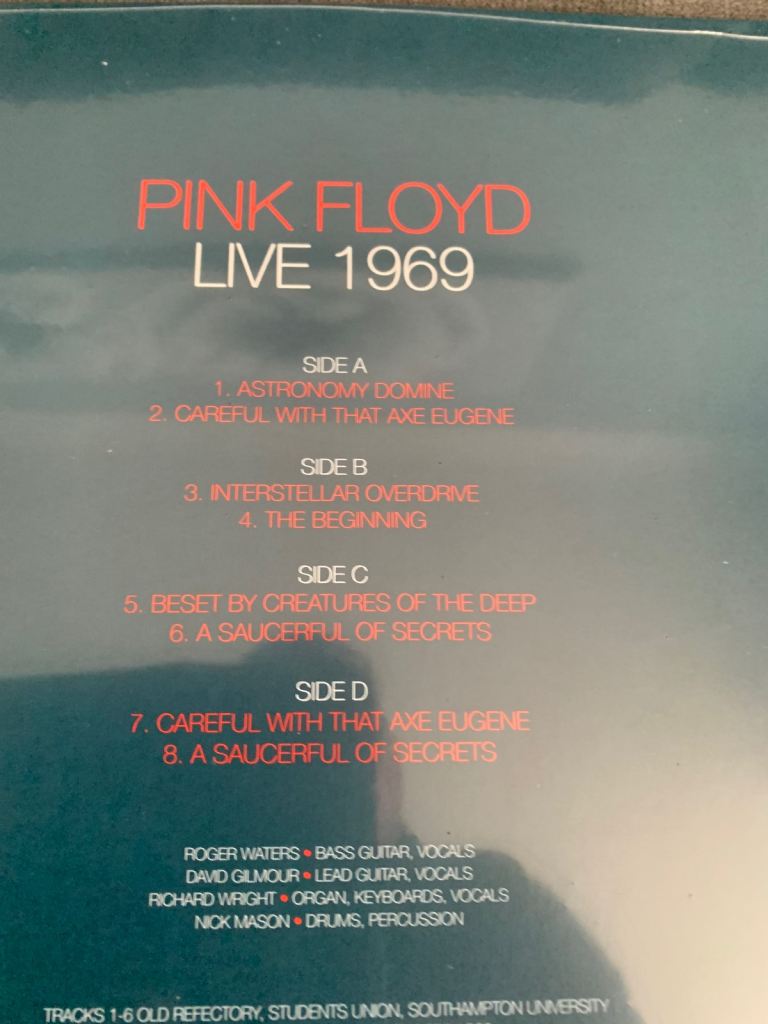 PINK FLOYD
LIVE 1969
SIDE A
1. ASTRONOMY DOMINE
2. CAREFUL WITH THAT AXE EUGENE
SIDE B
3. INTERSTELLAR OVERDRIVE
4. THE BEGINNING
SIDE C
5. BESET BY CREATURES OF THE DEEP
6. A SAUCERFUL OF SECRETS
SIDE D
7. CAREFUL WITH THAT AXE EUGENE
8. A SAUCERFUL OF SECRETS
ROGER WATERS • BASS GUITAR, VOCALS
DAVID GILMOUR • LEAD GUITAR, VOCALS
RICHARD WRIGHT • ORGAN, KEYBOARDS, VOCALS
NICK MASON • DRUMS, PERCUSSION
TRACKS 1-6 OLD REFECTORY, STUDENTS UNION, SOUTHAMPTON UNIVERSITY